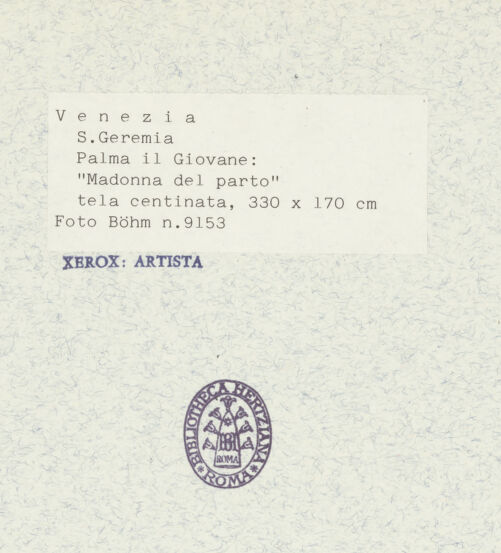 V e n e z i a
S.Geremia
Palma il Giovane:
"Madonna del parto"
tela centinata, 330 x 170 cm
Foto Böhm n.9153
XEROX: ARTISTA
BIBLIOTHECA HERTZIANA
BH
ROMA
* ROMA *